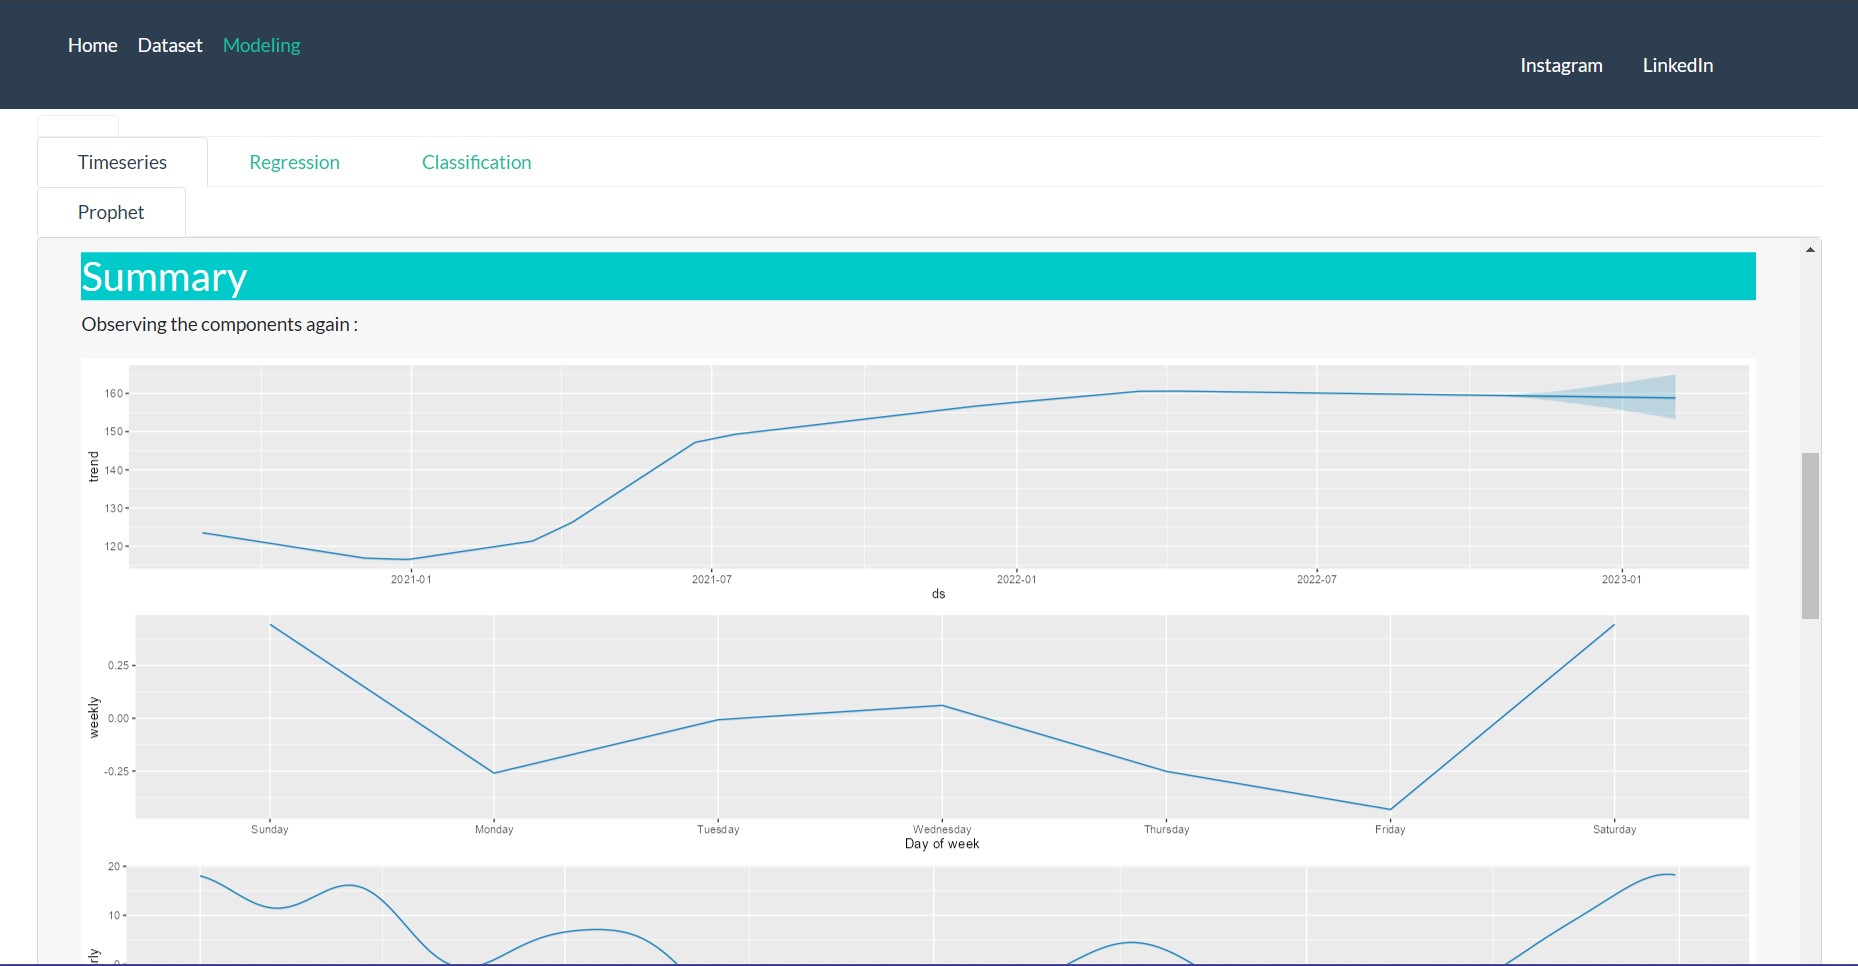 Home Dataset Modeling
Instagram LinkedIn
Timeseries Regression Classification
Prophet
Summary
Observing the components again :
160
150
140
130
120
trend
2021-01 2021-07 2022-01 2022-07 2023-01
ds
0.25
0.00
-0.25
weekly
Sunday Monday Tuesday Wednesday Thursday Friday Saturday
Day of week
20
10
0
rly